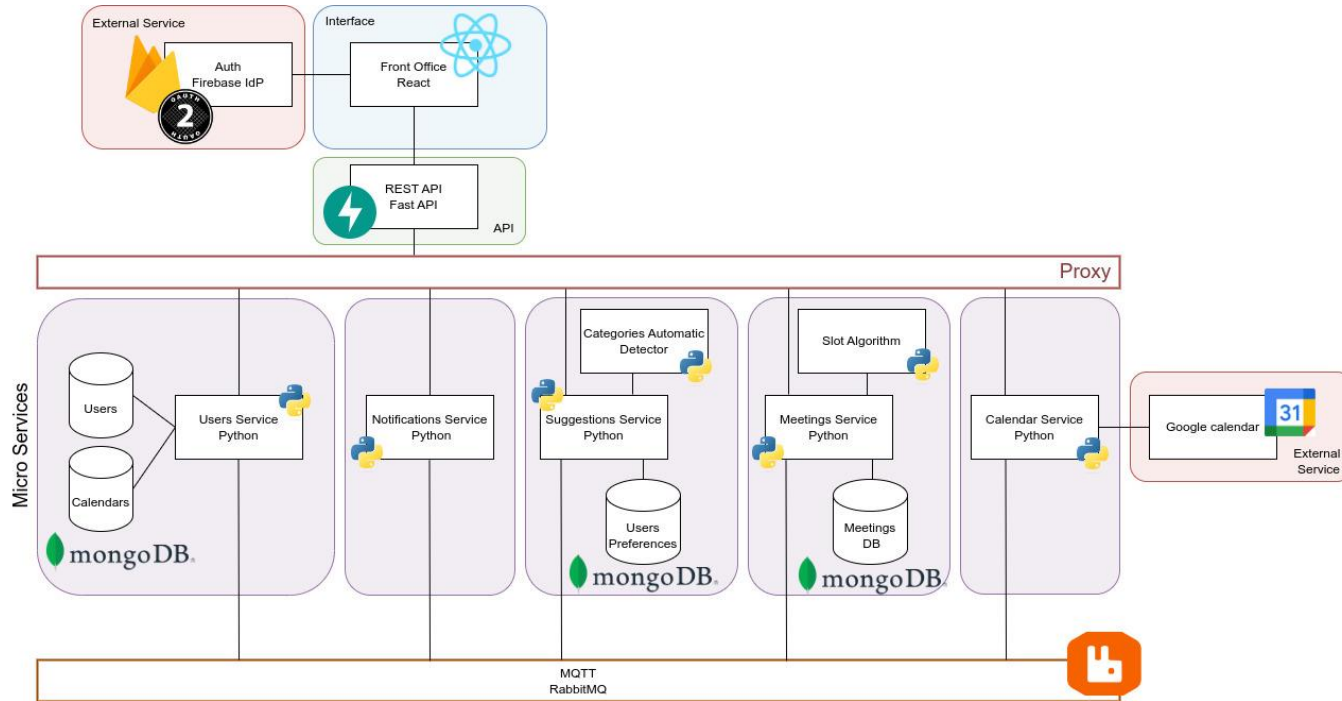 External Service
Interface
Auth
Firebase IdP
OAUTH
2
OAUTH
Front Office
React
REST API
Fast API
API
Proxy
Micro Services
Users
Calendars
Users Service
Python
mongoDB®
Notifications Service
Python
Categories Automatic
Detector
Suggestions Service
Python
Users
Preferences
mongoDB®
Slot Algorithm
Meetings Service
Python
Meetings
DB
mongoDB®
Calendar Service
Python
Google calendar
31
External
Service
MQTT
RabbitMQ